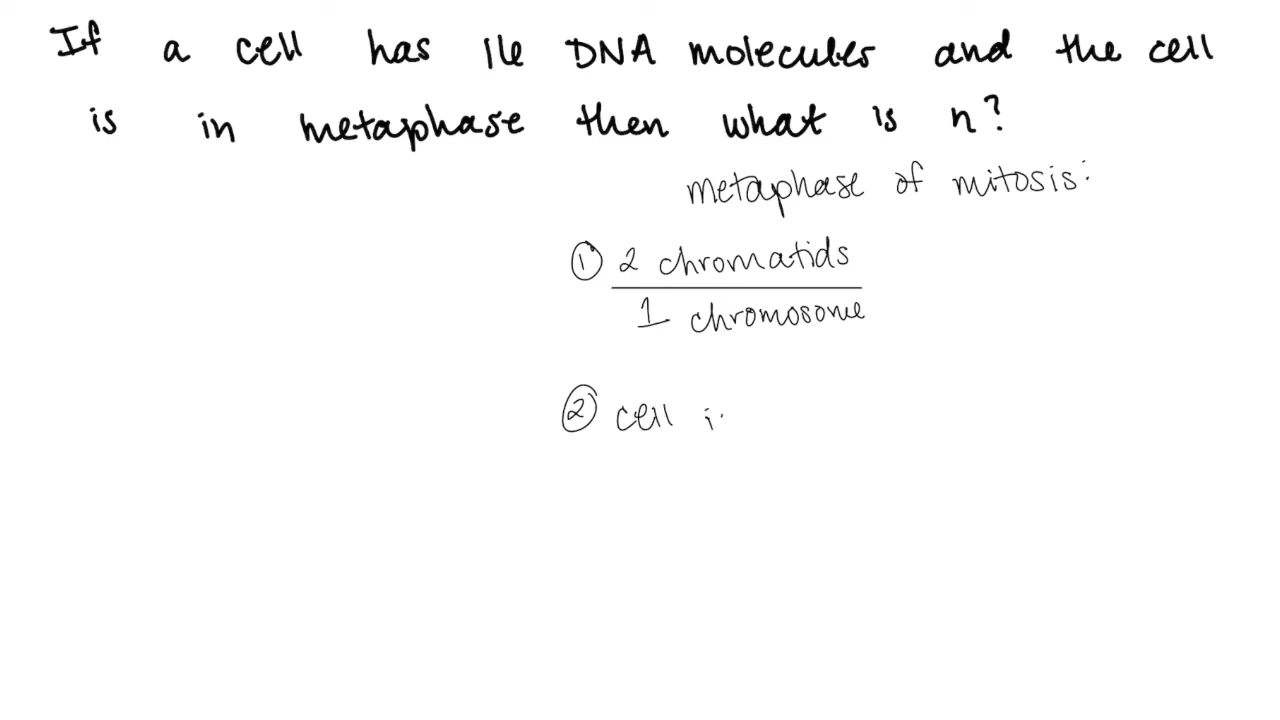 If a cell has 16 DNA molecules and the cell
is in metaphase then what is n?
metaphase of mitosis:
① 2 chromatids
1 chromosome
② cell i